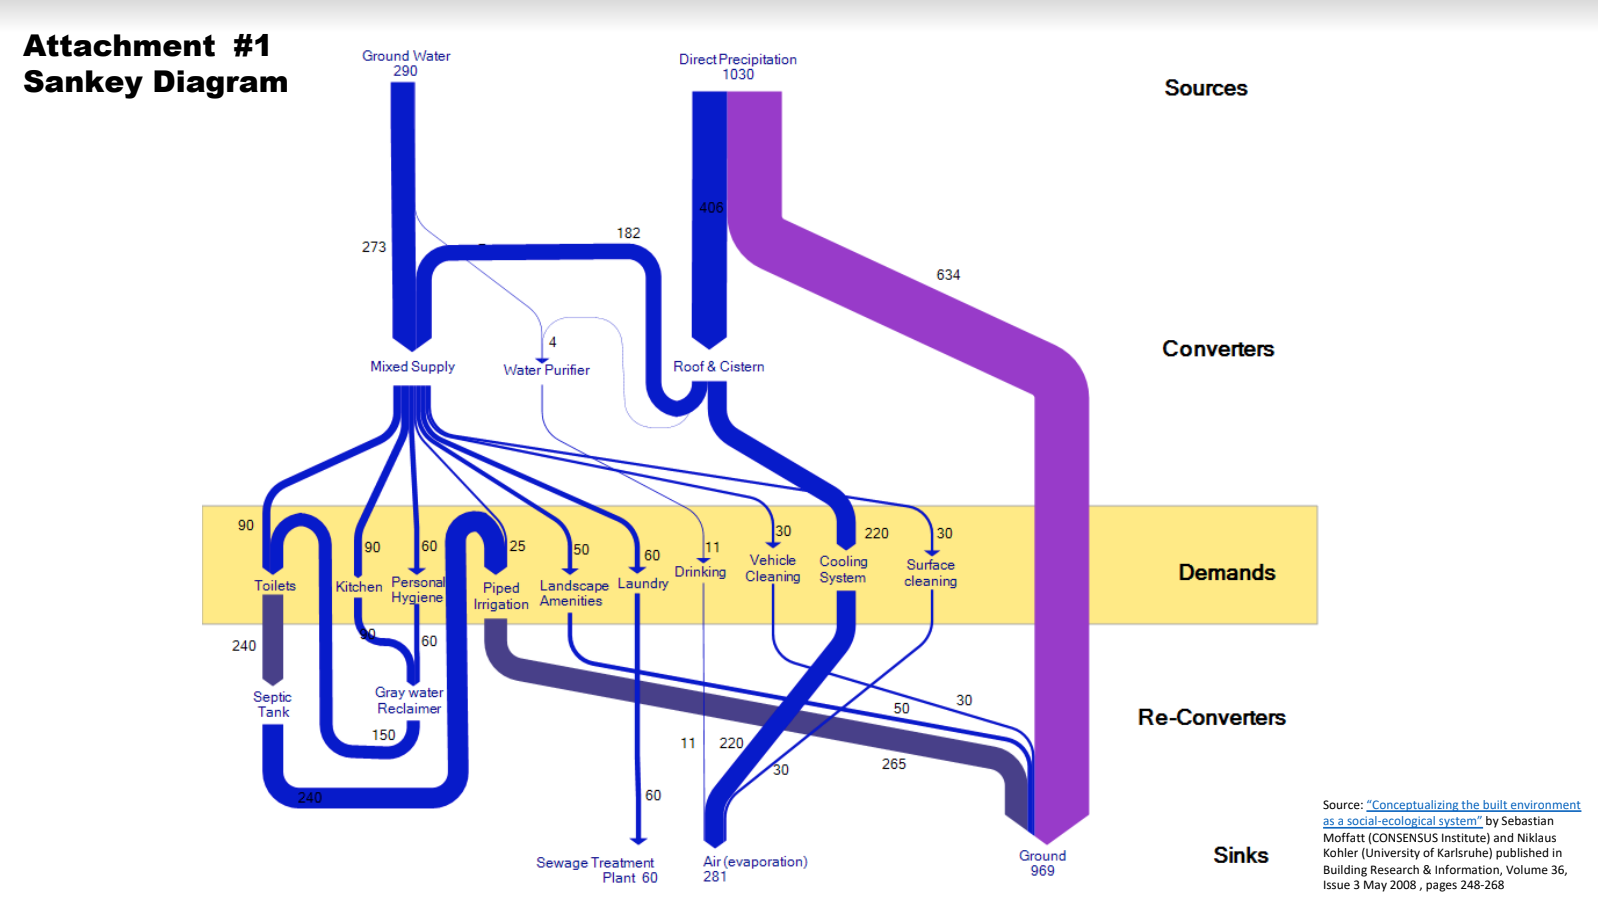 Attachment #1
Sankey Diagram
Ground Water
290
Direct Precipitation
1030
Sources
406
273
182
634
4
Converters
Mixed Supply
Water Purifier
Roof & Cistern
90
90
60
25
50
60
11
30
220
30
Toilets
Kitchen
Personal
Hygiene
Piped
Irrigation
Landscape
Amenities
Laundry
Drinking
Vehicle
Cleaning
Cooling
System
Surface
cleaning
Demands
240
90
60
Septic
Tank
Gray water
Reclaimer
150
240
50
30
11
220
30
265
60
Re-Converters
Sewage Treatment
Plant 60
Air (evaporation)
281
Ground
969
Sinks
Source: “Conceptualizing the built environment
as a social-ecological system” by Sebastian
Moffatt (CONSENSUS Institute) and Niklaus
Kohler (University of Karlsruhe) published in
Building Research & Information, Volume 36,
Issue 3 May 2008 , pages 248-268